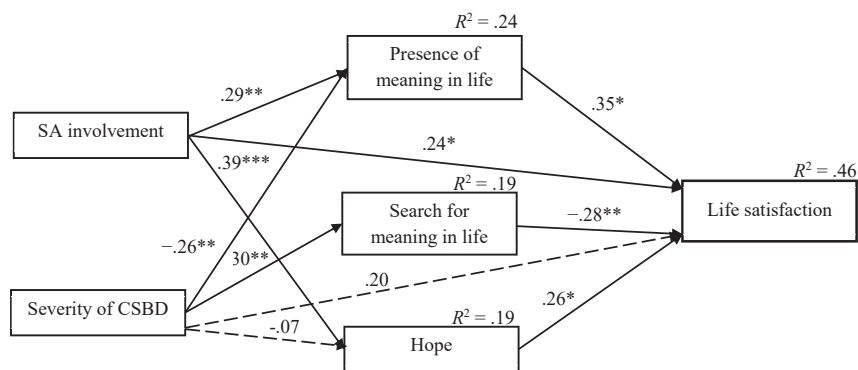 R² = .24
Presence of
meaning in life
.29**
.35*
SA involvement
.39***
.24*
R² = .46
R² = .19
Life satisfaction
Search for
meaning in life
−.28**
−.26**
30**
.20
Severity of CSBD
.26*
-.07
R² = .19
Hope